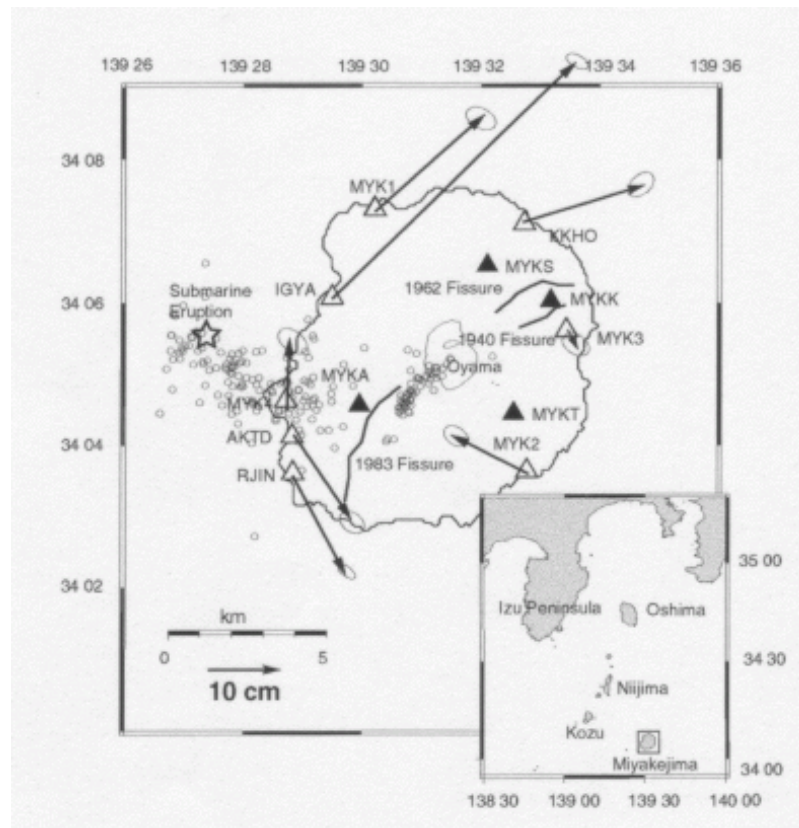 139 26
139 28
139 30
139 32
139 34
139 36
34 08
MYK1
KKHO
MYKS
IGYA
1962 Fissure
MYKK
Submarine
Eruption
34 06
1940 Fissure
MYK3
Oyama
MYKA
MYK4
MYKT
AKTD
34 04
MYK2
1983 Fissure
RJIN
34 02
km
0
5
10 cm
35 00
Izu Peninsula
Oshima
34 30
Niijima
Kozu
Miyakejima
34 00
138 30
139 00
139 30
140 00